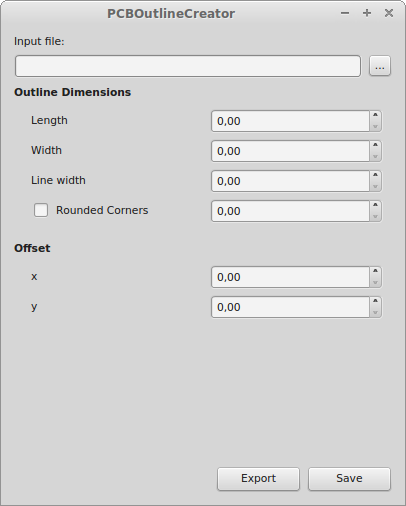 PCBOutlineCreator
Input file:
...
Outline Dimensions
Length 0,00
Width 0,00
Line width 0,00
Rounded Corners 0,00
Offset
x 0,00
y 0,00
Export Save